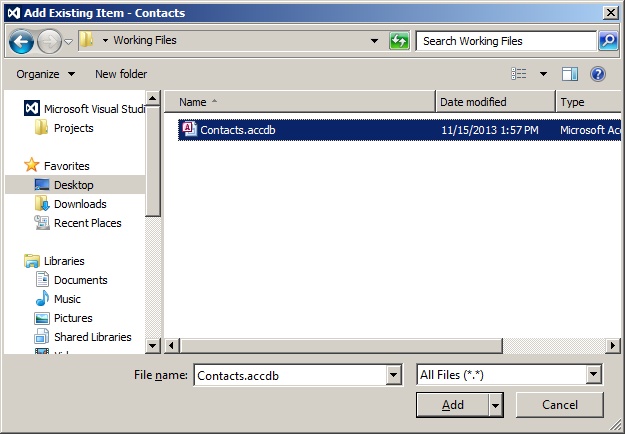 Add Existing Item - Contacts
Working Files
Search Working Files
Organize
New folder
Name
Date modified
Type
Microsoft Visual Studi
Projects
Favorites
Desktop
Downloads
Recent Places
Libraries
Documents
Music
Pictures
Shared Libraries
Contacts.accdb
11/15/2013 1:57 PM
Microsoft Acc
File name:
Contacts.accdb
All Files (*.*)
Add
Cancel